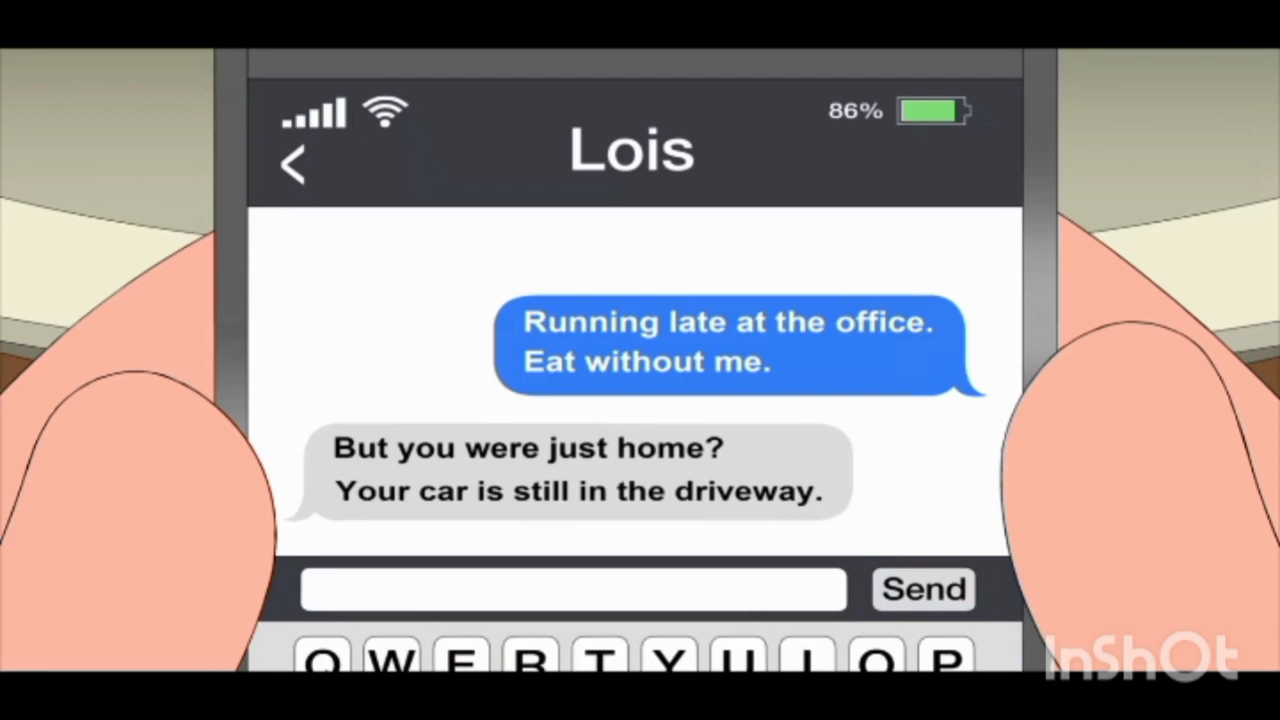 86%
Lois
<
Running late at the office.
Eat without me.
But you were just home?
Your car is still in the driveway.
Send
Q W E R T Y U I O P
InShOt